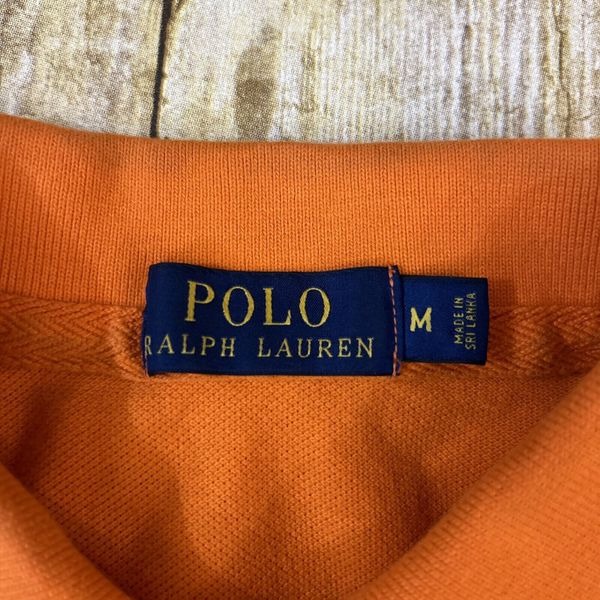 POLO
RALPH LAUREN
M
MADE IN
SRI LANKA